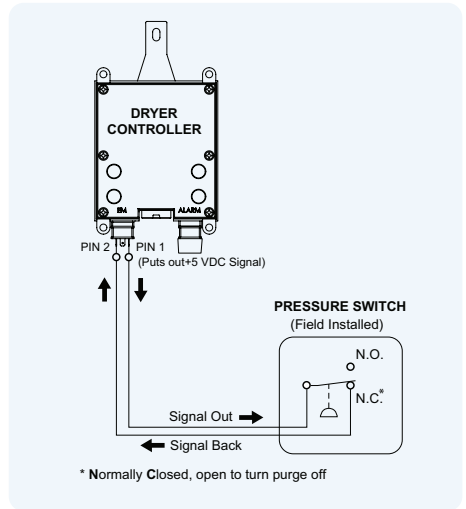 DRYER
CONTROLLER
EM
ALARM
PIN 2
PIN 1
(Puts out+5 VDC Signal)
PRESSURE SWITCH
(Field Installed)
N.O.
N.C.*
Signal Out
Signal Back
* Normally Closed, open to turn purge off